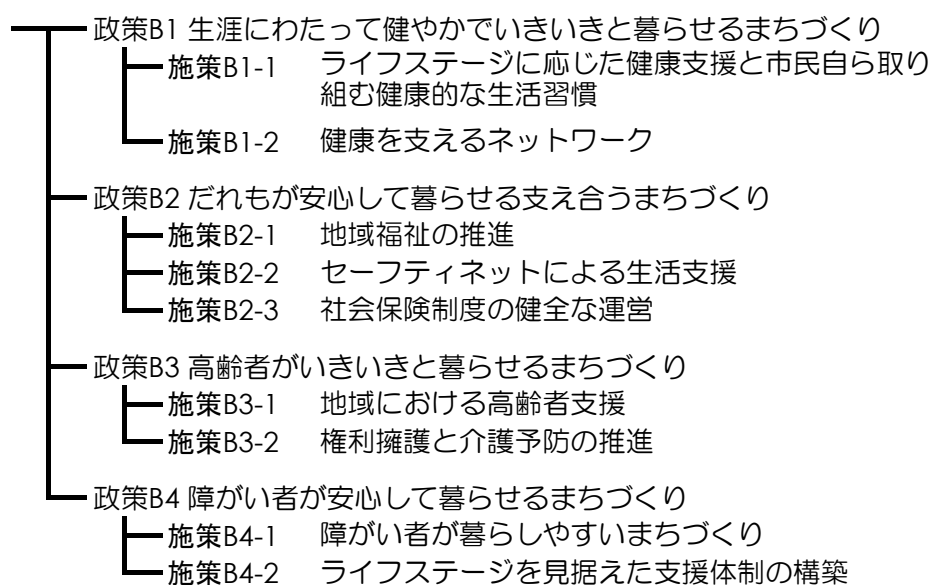 政策B1 生涯にわたって健やかでいきいきと暮らせるまちづくり
施策B1-1 ライフステージに応じた健康支援と市民自ら取り
組む健康的な生活習慣
施策B1-2 健康を支えるネットワーク
政策B2 だれもが安心して暮らせる支え合うまちづくり
施策B2-1 地域福祉の推進
施策B2-2 セーフティネットによる生活支援
施策B2-3 社会保険制度の健全な運営
政策B3 高齢者がいきいきと暮らせるまちづくり
施策B3-1 地域における高齢者支援
施策B3-2 権利擁護と介護予防の推進
政策B4 障がい者が安心して暮らせるまちづくり
施策B4-1 障がい者が暮らしやすいまちづくり
施策B4-2 ライフステージを見据えた支援体制の構築